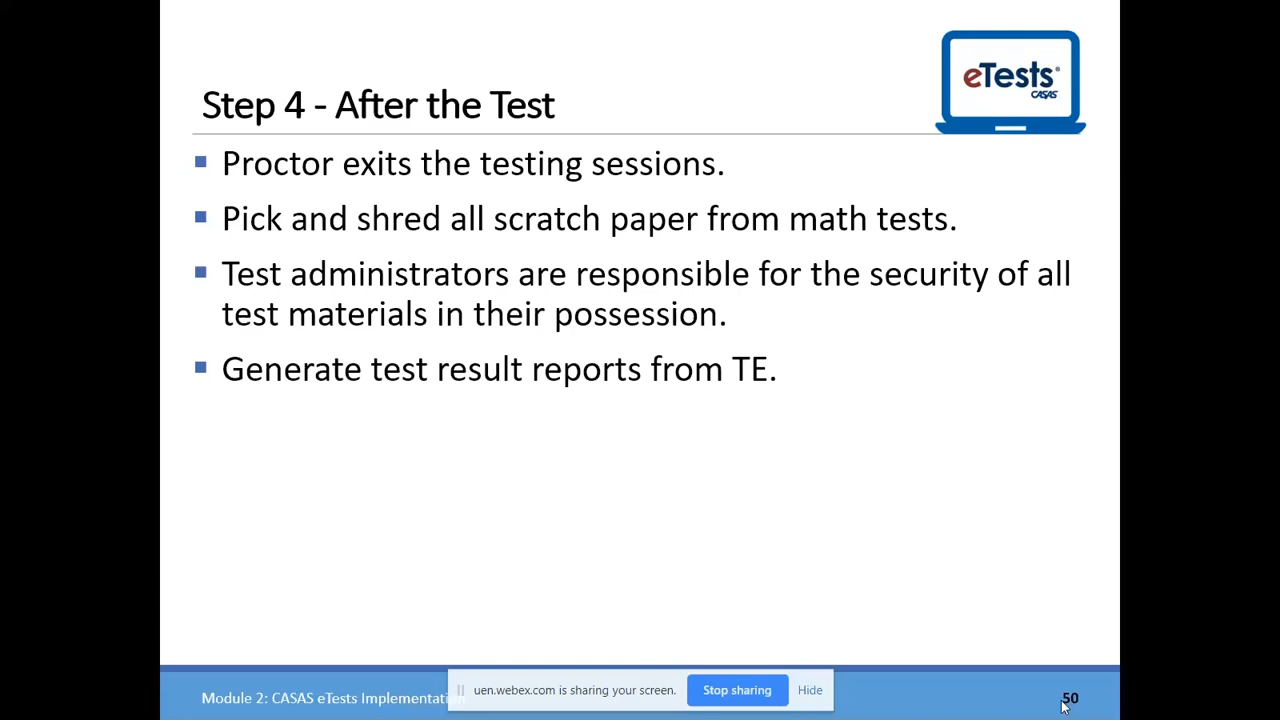 eTests®
CASAS
Step 4 - After the Test
Proctor exits the testing sessions.
Pick and shred all scratch paper from math tests.
Test administrators are responsible for the security of all
test materials in their possession.
Generate test result reports from TE.
Module 2: CASAS eTests Implementation
uen.webex.com is sharing your screen.
Stop sharing
Hide
50